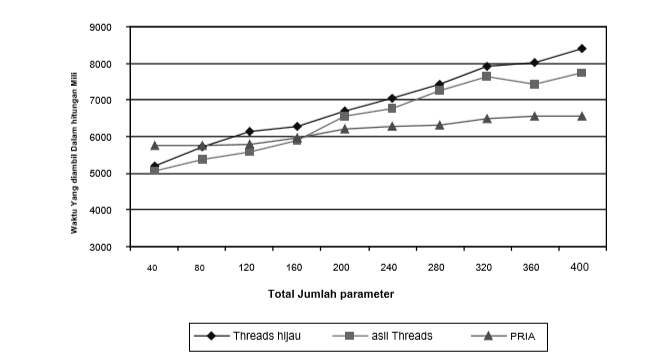 9000
8000
7000
6000
5000
4000
3000
Waktu Yang diambil Dalam hitungan Mili
40 80 120 160 200 240 280 320 360 400
Total Jumlah parameter
Threads hijau asli Threads PRIA